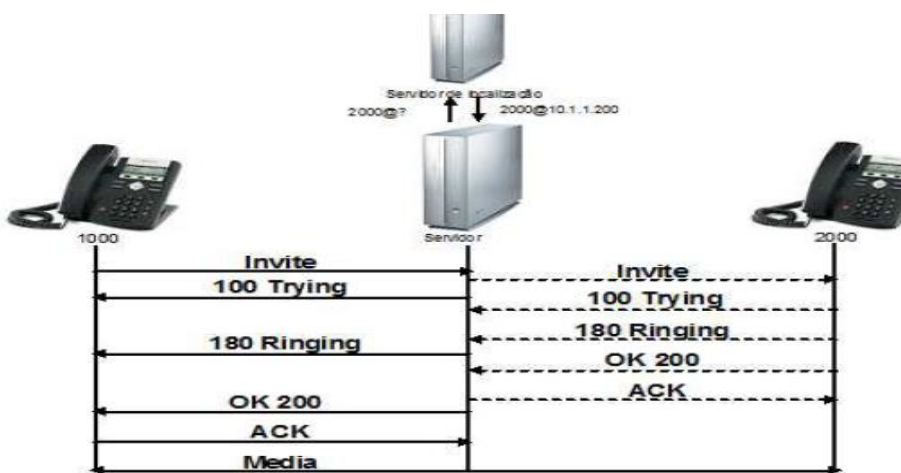 Servidor de localização
2000@?
2000@10.1.1.200
1000
Servidor
2000
Invite
Invite
100 Trying
100 Trying
180 Ringing
180 Ringing
OK 200
ACK
OK 200
ACK
Media